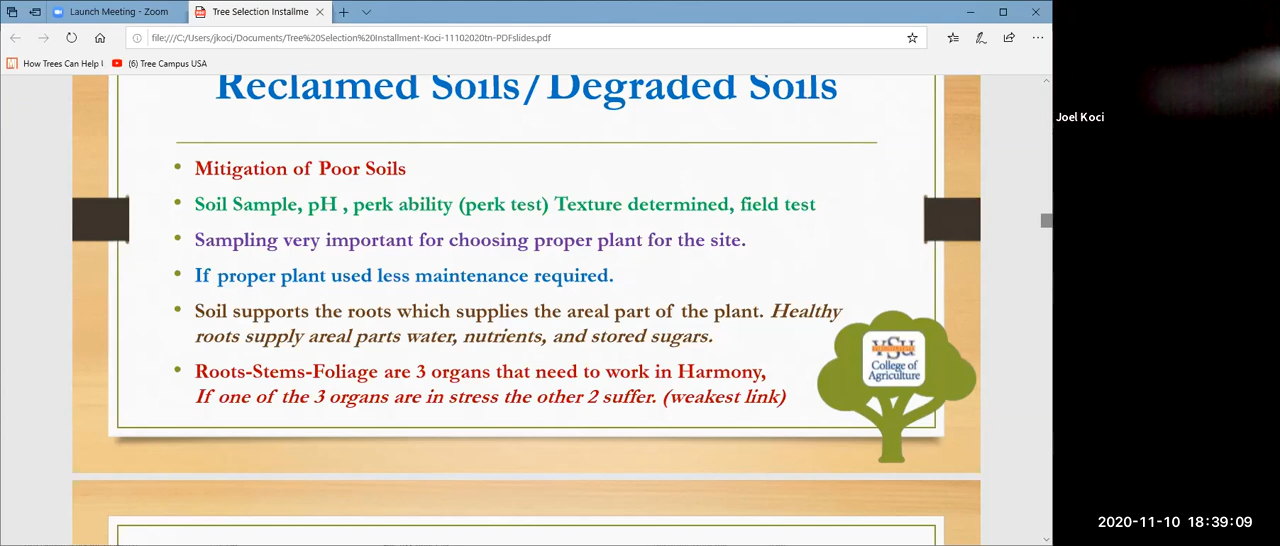 Launch Meeting - Zoom
Tree Selection Installme
file:///C:/Users/jkoci/Documents/Tree%20Selection%20Installment-Koci-11102020tn-PDFslides.pdf
How Trees Can Help
(6) Tree Campus USA
Reclaimed Soils/Degraded Soils
Joel Koci
• Mitigation of Poor Soils
• Soil Sample, pH , perk ability (perk test) Texture determined, field test
• Sampling very important for choosing proper plant for the site.
• If proper plant used less maintenance required.
• Soil supports the roots which supplies the areal part of the plant. Healthy
roots supply areal parts water, nutrients, and stored sugars.
• Roots-Stems-Foliage are 3 organs that need to work in Harmony,
If one of the 3 organs are in stress the other 2 suffer. (weakest link)
VSU
College of
Agriculture
2020-11-10 18:39:09